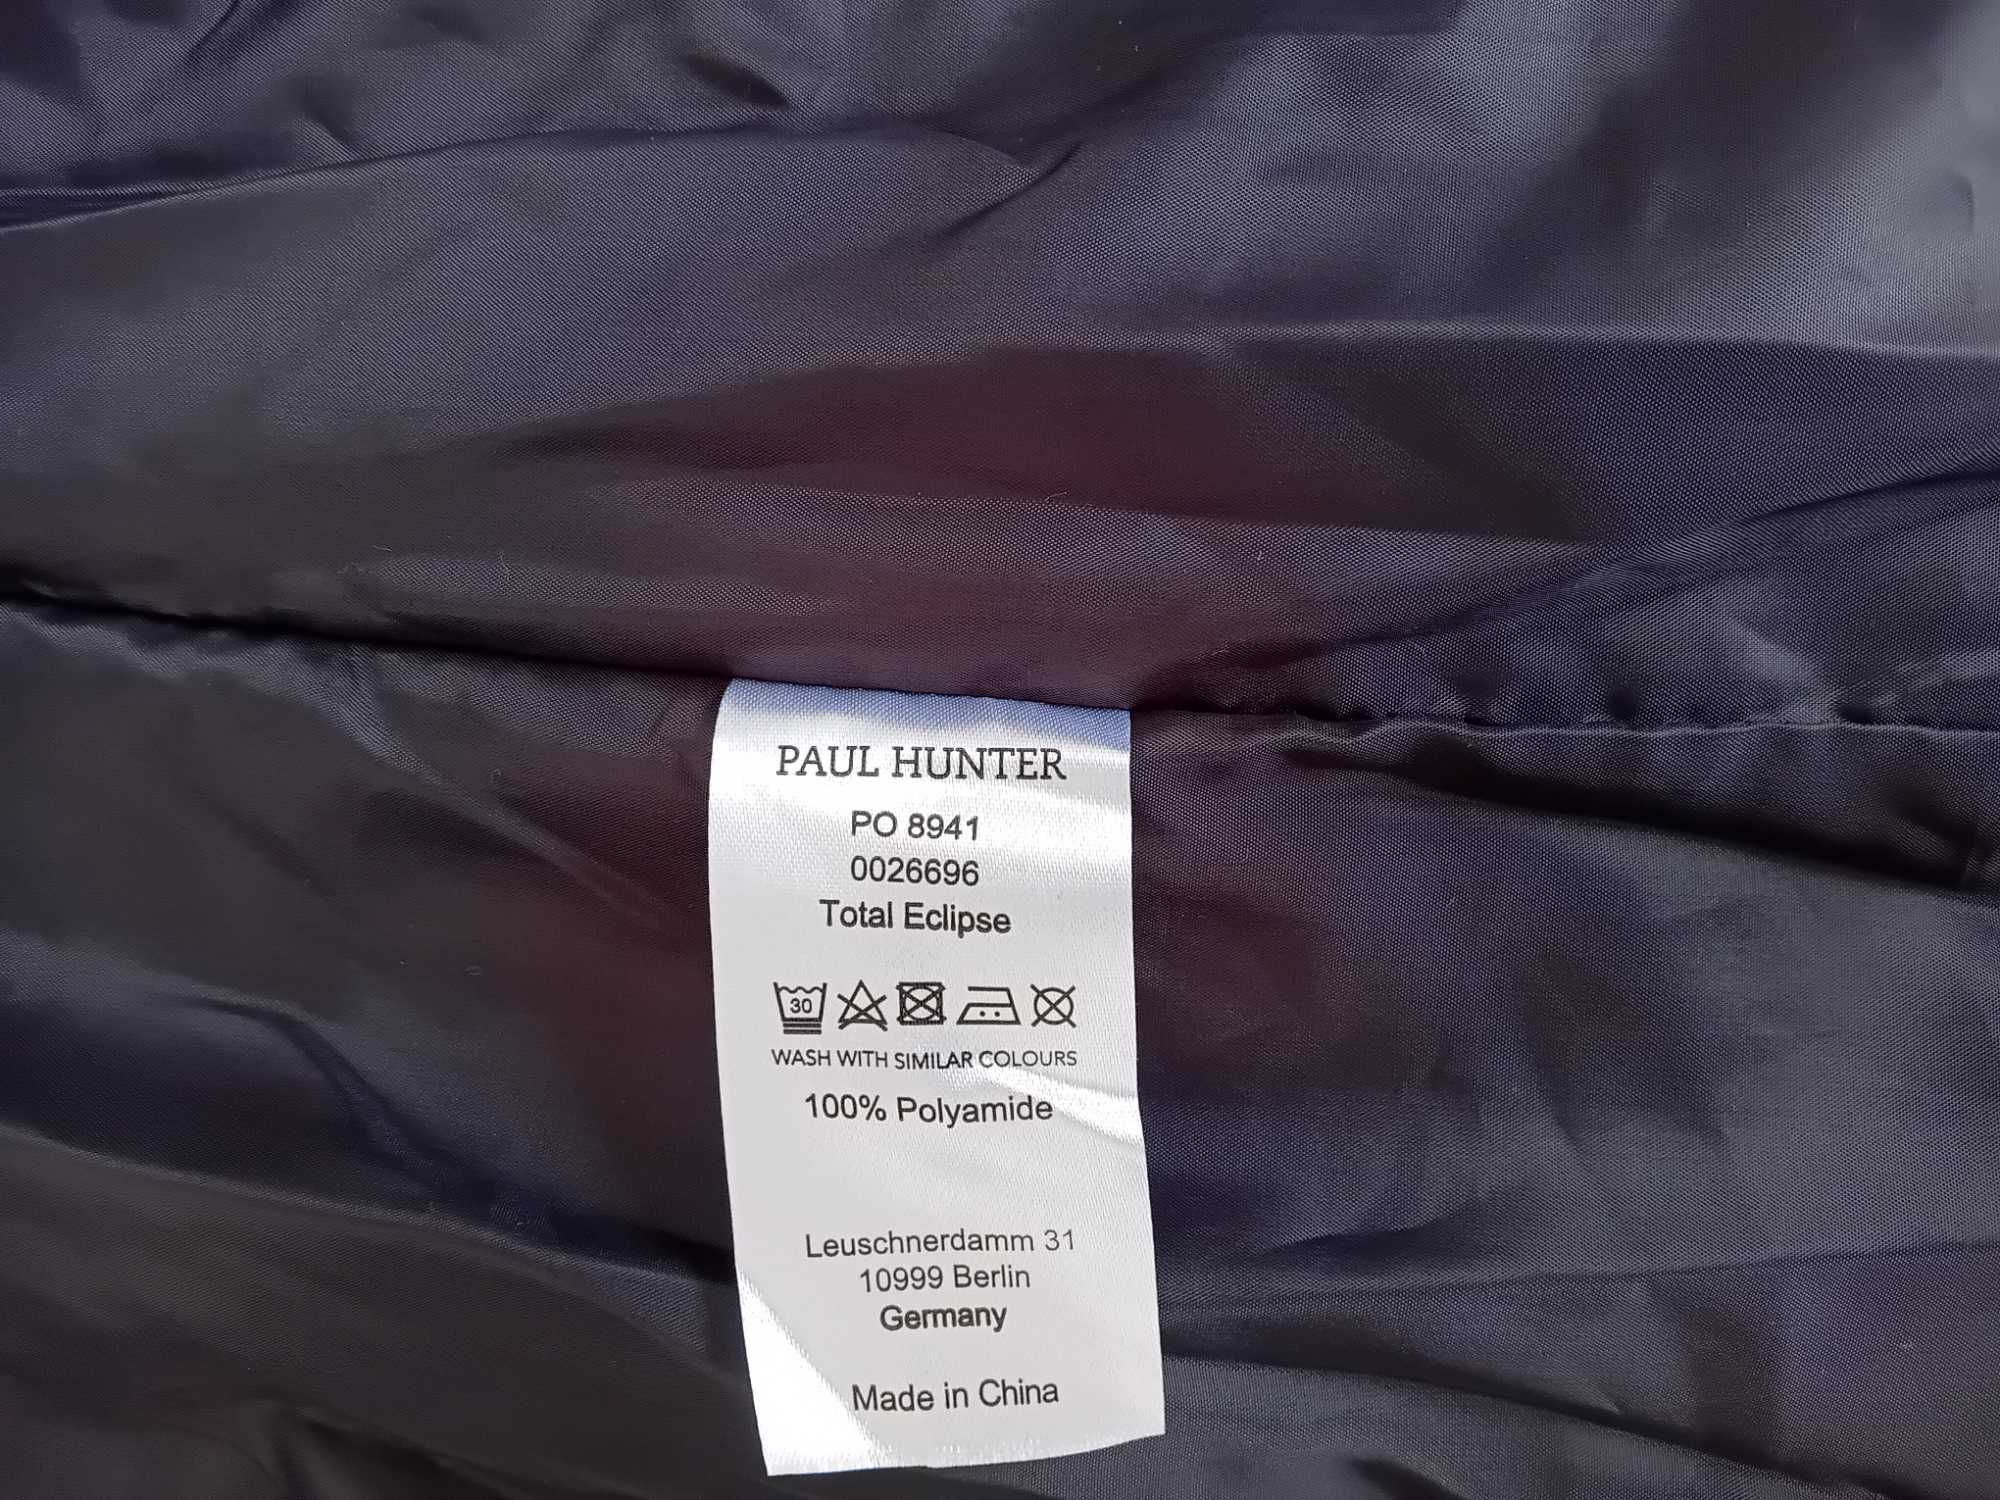 PAUL HUNTER
PO 8941
0026696
Total Eclipse
30
WASH WITH SIMILAR COLOURS
100% Polyamide
Leuschnerdamm 31
10999 Berlin
Germany
Made in China